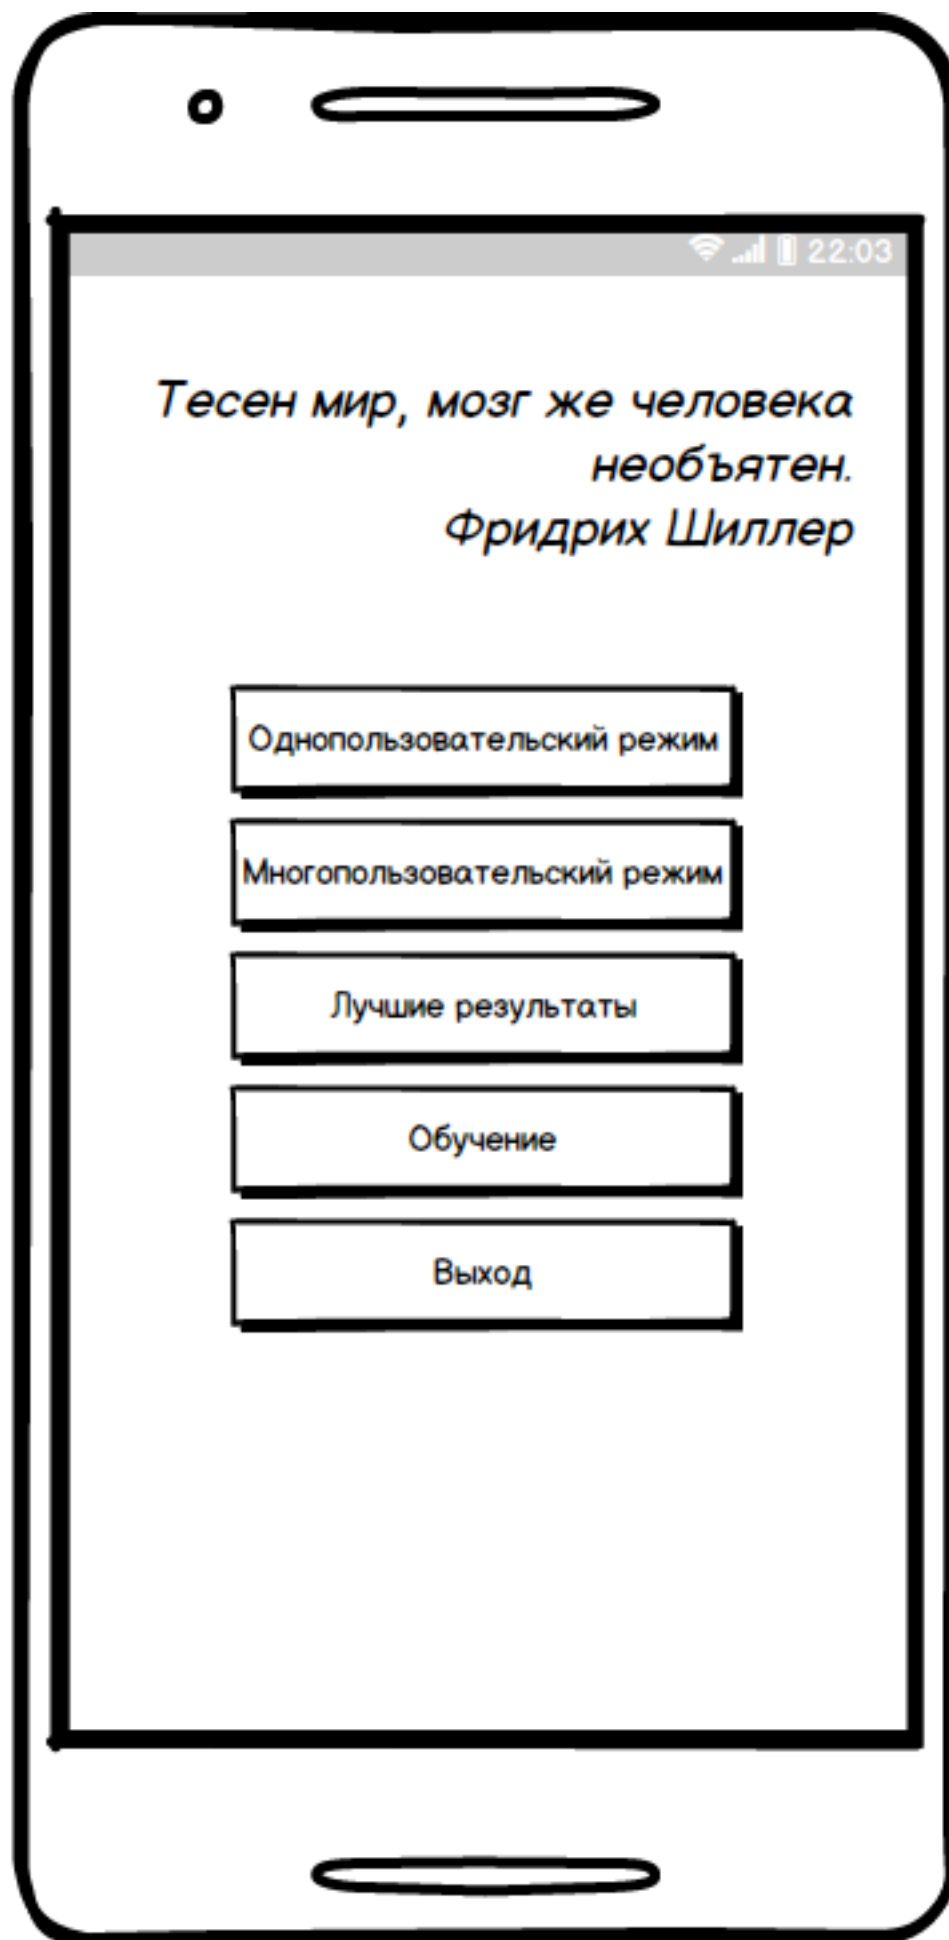 22:03
Тесен мир, мозг же человека
необъятен.
Фридрих Шиллер
Однопользовательский режим
Многопользовательский режим
Лучшие результаты
Обучение
Выход